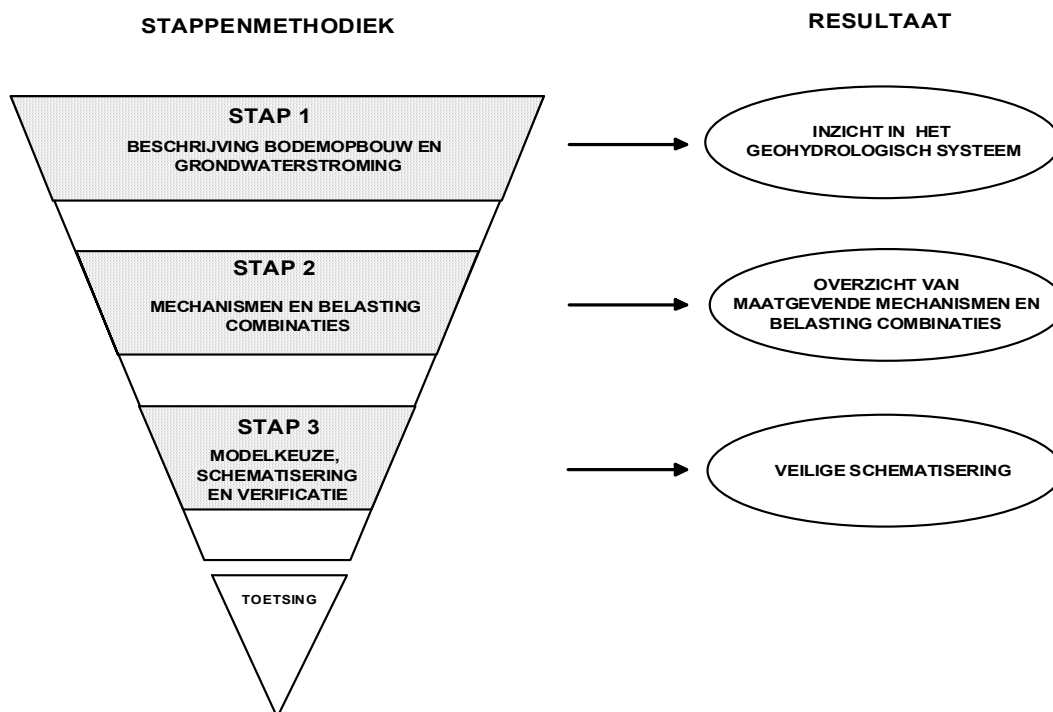 STAPPENMETHODIEK
RESULTAAT
STAP 1
BESCHRIJVING BODEMOPBOUW EN
GRONDWATERSTROMING
INZICHT IN HET
GEOHYDROLOGISCH SYSTEEM
STAP 2
MECHANISMEN EN BELASTING
COMBINATIES
OVERZICHT VAN
MAATGEVENDE MECHANISMEN EN
BELASTING COMBINATIES
STAP 3
MODELKEUZE,
SCHEMATISERING
EN VERIFICATIE
VEILIGE SCHEMATISERING
TOETSING